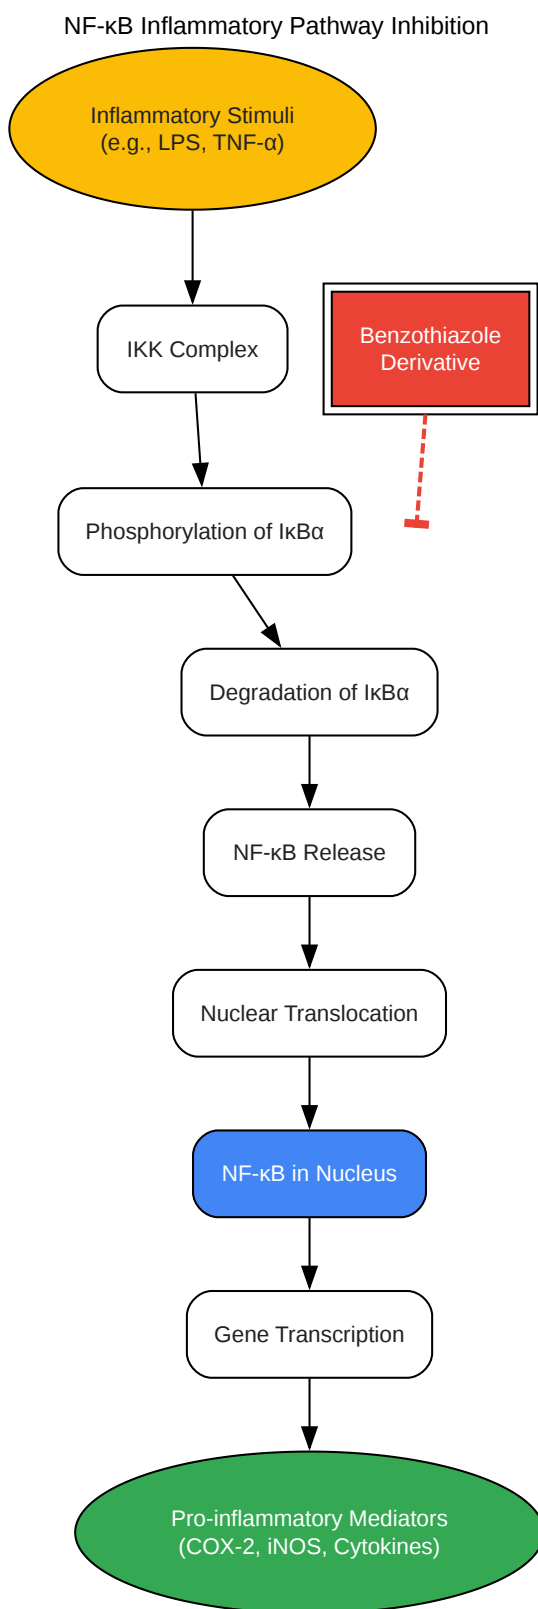 NF-κB Inflammatory Pathway Inhibition
Inflammatory Stimuli
(e.g., LPS, TNF-α)
IKK Complex
Benzothiazole
Derivative
Phosphorylation of IκBα
Degradation of IκBα
NF-κB Release
Nuclear Translocation
NF-κB in Nucleus
Gene Transcription
Pro-inflammatory Mediators
(COX-2, iNOS, Cytokines)